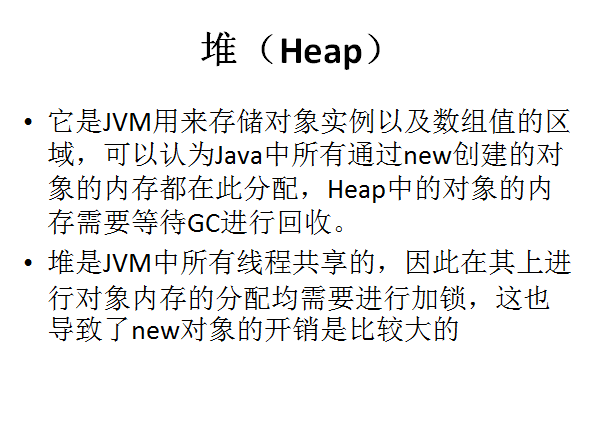 堆（Heap）
• 它是JVM用来存储对象实例以及数组值的区
域，可以认为Java中所有通过new创建的对
象的内存都在此分配，Heap中的对象的内
存需要等待GC进行回收。
• 堆是JVM中所有线程共享的，因此在其上进
行对象内存的分配均需要进行加锁，这也
导致了new对象的开销是比较大的